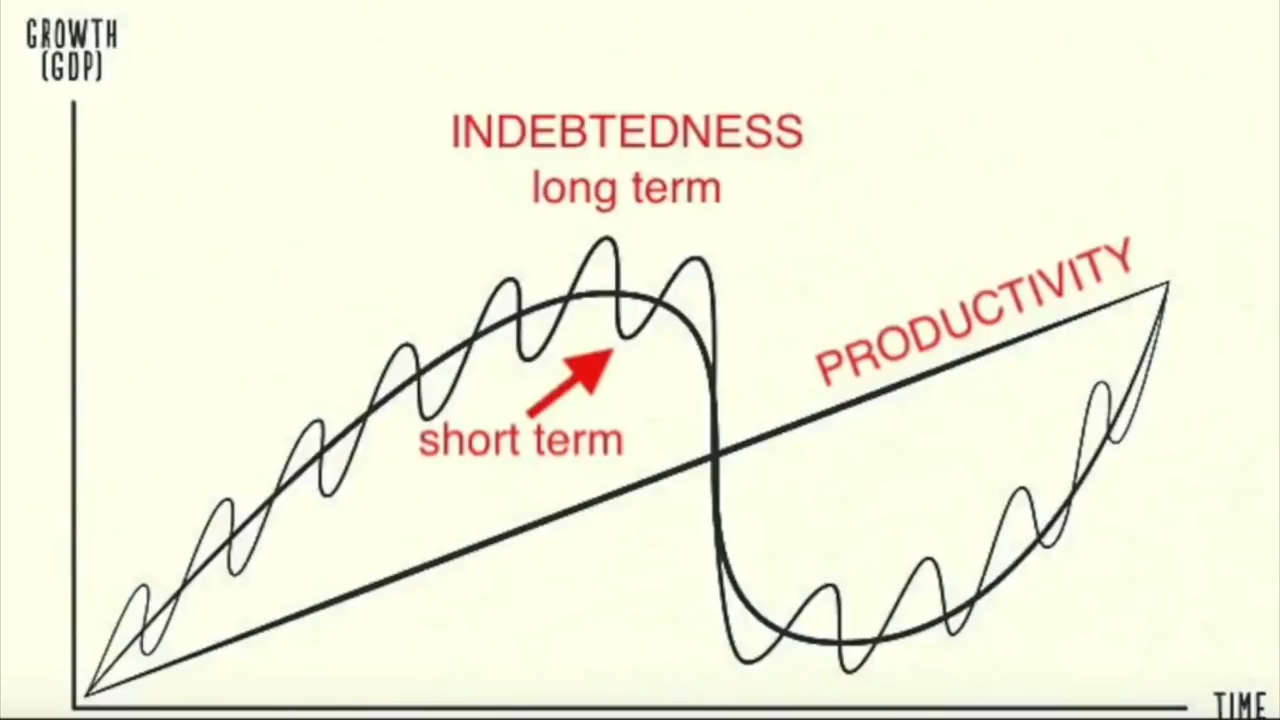 GROWTH
(GDP)
INDEBTEDNESS
long term
PRODUCTIVITY
short term
TIME